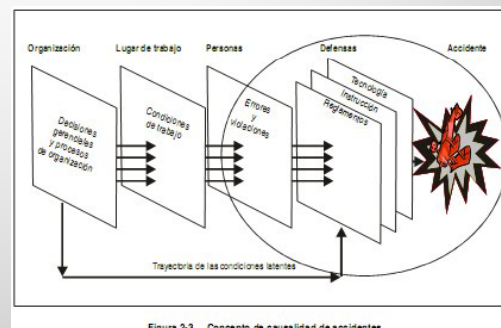 Organización
Lugar de trabajo
Personas
Defensas
Accidente
Decisiones
gerenciales
y procesos
de organización
Condiciones
de trabajo
Errores
y
violaciones
Tecnología
Instrucción
Reglamentos
Trayectoria de las condiciones latentes
Figura 2-3. Concepto de causalidad de accidentes